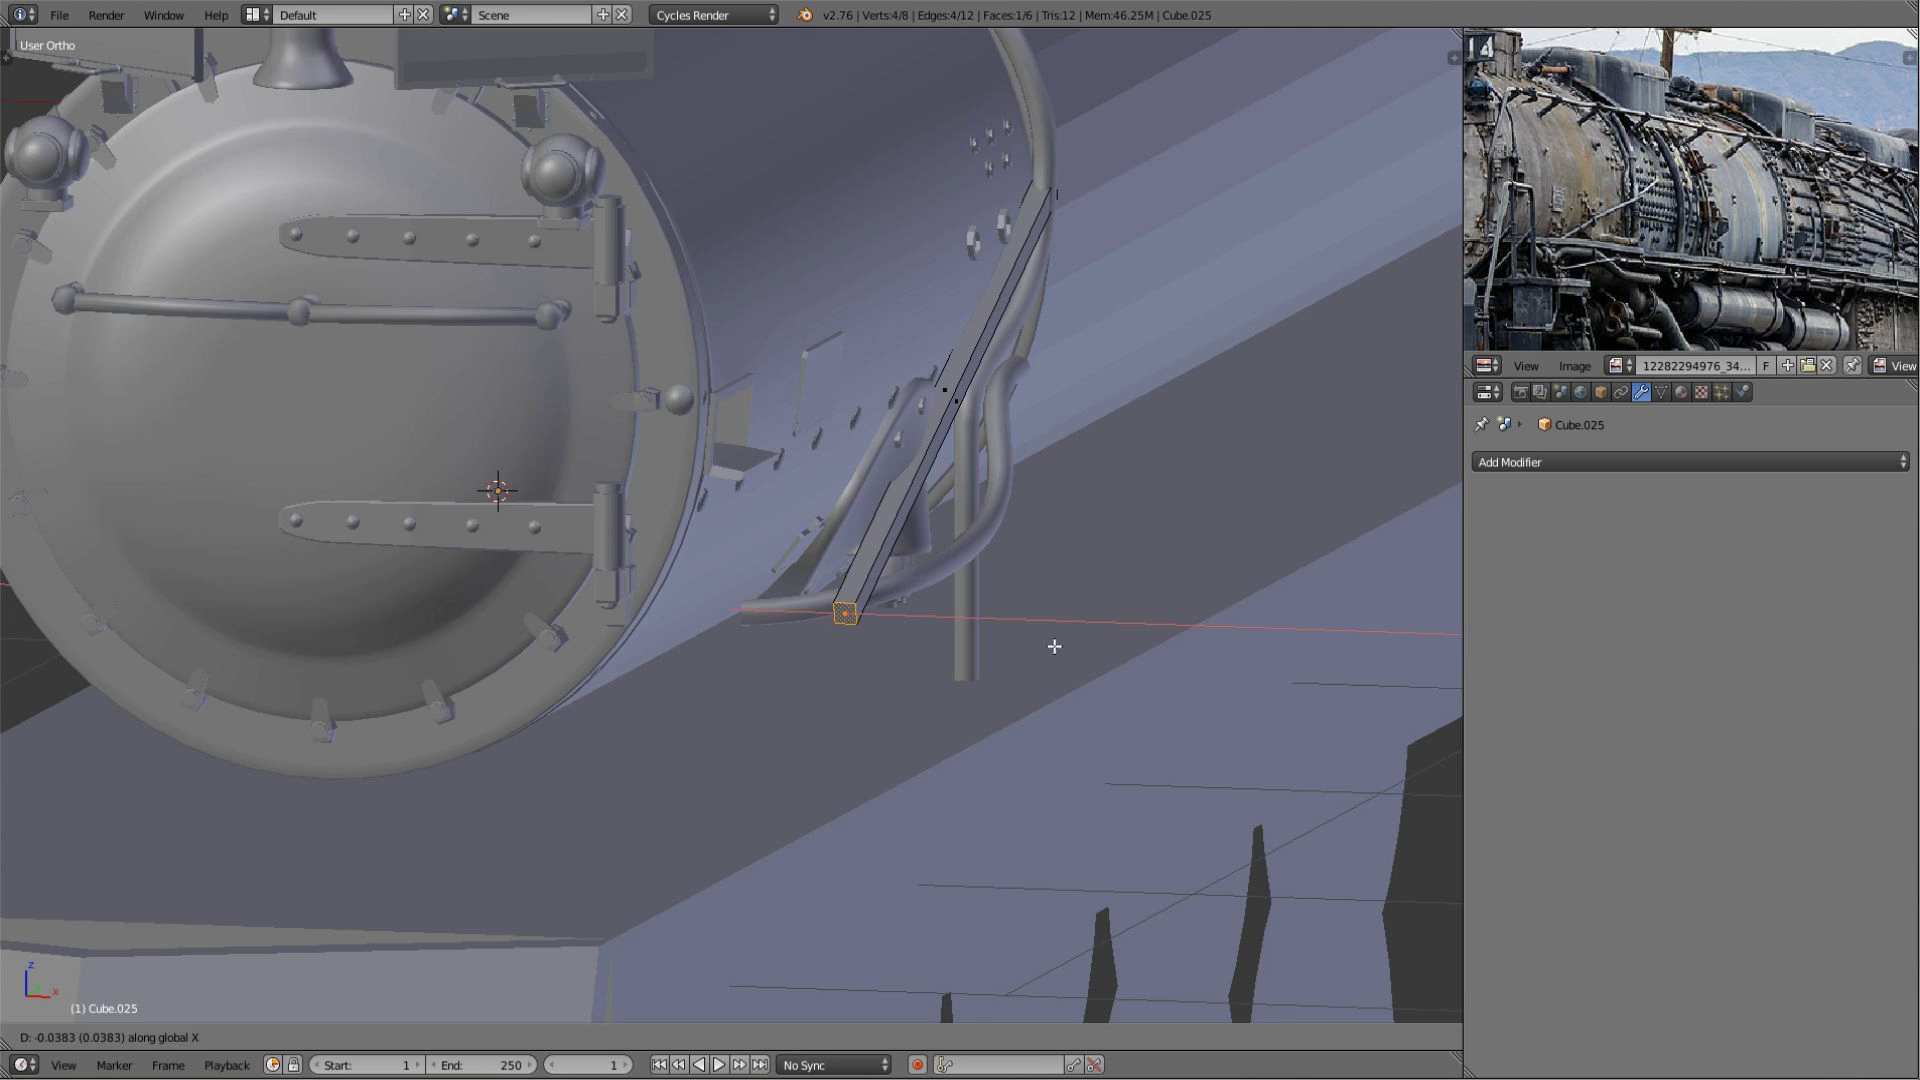 File Render Window Help Default Scene Cycles Render v2.76 | Verts:4/8 | Edges:4/12 | Faces:1/6 | Tris:12 | Mem:46.25M | Cube.025
User Ortho
View Image 12282294976_34... F View
Cube.025
Add Modifier
z
x
(1) Cube.025
D: -0.0383 (0.0383) along global X
View Marker Frame Playback Start: 1 End: 250 1 No Sync